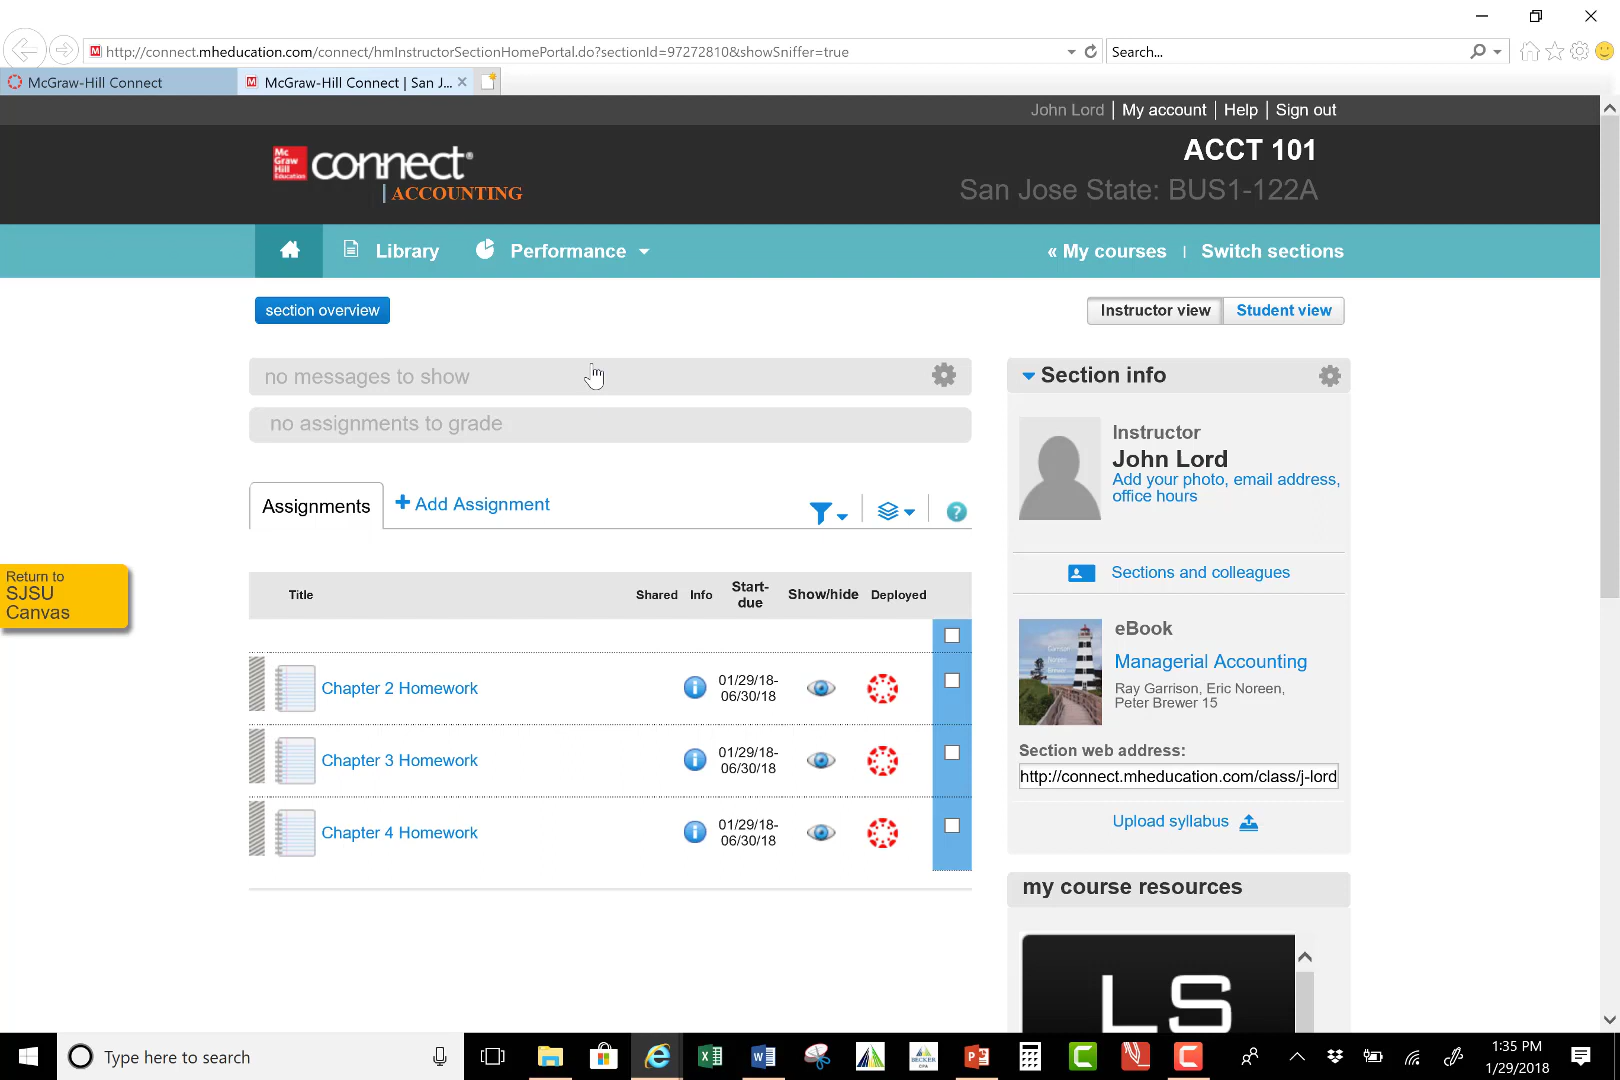 http://connect.mheducation.com/connect/hmInstructorSectionHomePortal.do?sectionId=97272810&showSniffer=true
Search...
McGraw-Hill Connect
McGraw-Hill Connect | San J...
John Lord | My account | Help | Sign out
Mc Graw Hill Education
connect®
| ACCOUNTING
ACCT 101
San Jose State: BUS1-122A
Library
Performance
« My courses | Switch sections
section overview
Instructor view
Student view
no messages to show
no assignments to grade
Assignments
+ Add Assignment
?
Title Shared Info Start-due Show/hide Deployed
Chapter 2 Homework
01/29/18-
06/30/18
Chapter 3 Homework
01/29/18-
06/30/18
Chapter 4 Homework
01/29/18-
06/30/18
Return to
SJSU
Canvas
Section info
Instructor
John Lord
Add your photo, email address,
office hours
Sections and colleagues
eBook
Managerial Accounting
Ray Garrison, Eric Noreen,
Peter Brewer 15
Section web address:
http://connect.mheducation.com/class/j-lord
Upload syllabus
my course resources
LS
Type here to search
1:35 PM
1/29/2018